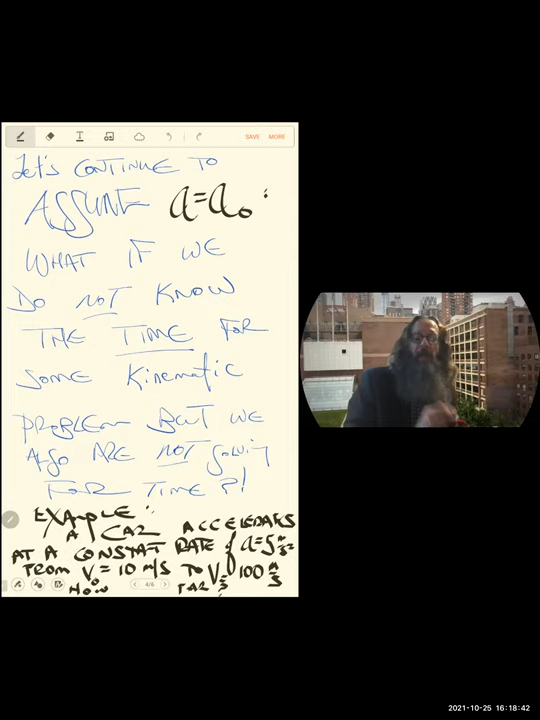 SAVE MORE
Let's CONTINUE TO
ASSUME a=a₀:
WHAT IF WE
DO NOT KNOW
THE TIME FOR
SOME Kinematic
PROBLEM BUT WE
ALSO ARE NOT Solving
FOR TIME ?!
EXAMPLE:
A CAR ACCELERATES
AT A CONSTAT RATE of a=5 m/s²
FROM V₀= 10 M/S TO V= 100 m/s
HOW FAR ?
4/6
2021-10-25 16:18:42